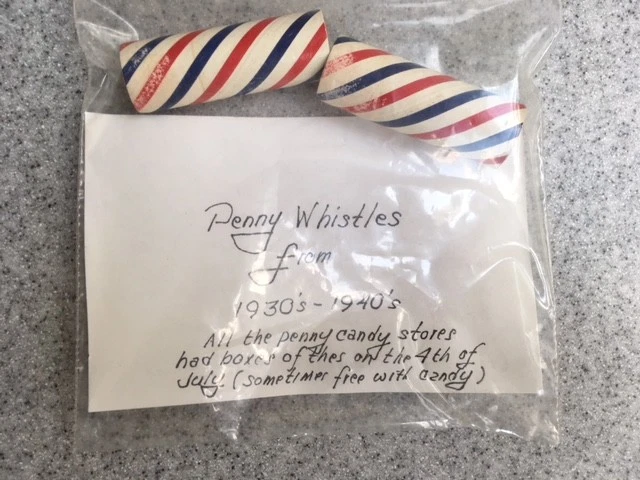 Penny Whistles
from
1930's - 1940's
All the penny candy stores
had boxes of thes on the 4th of
July. (sometimes free with candy)